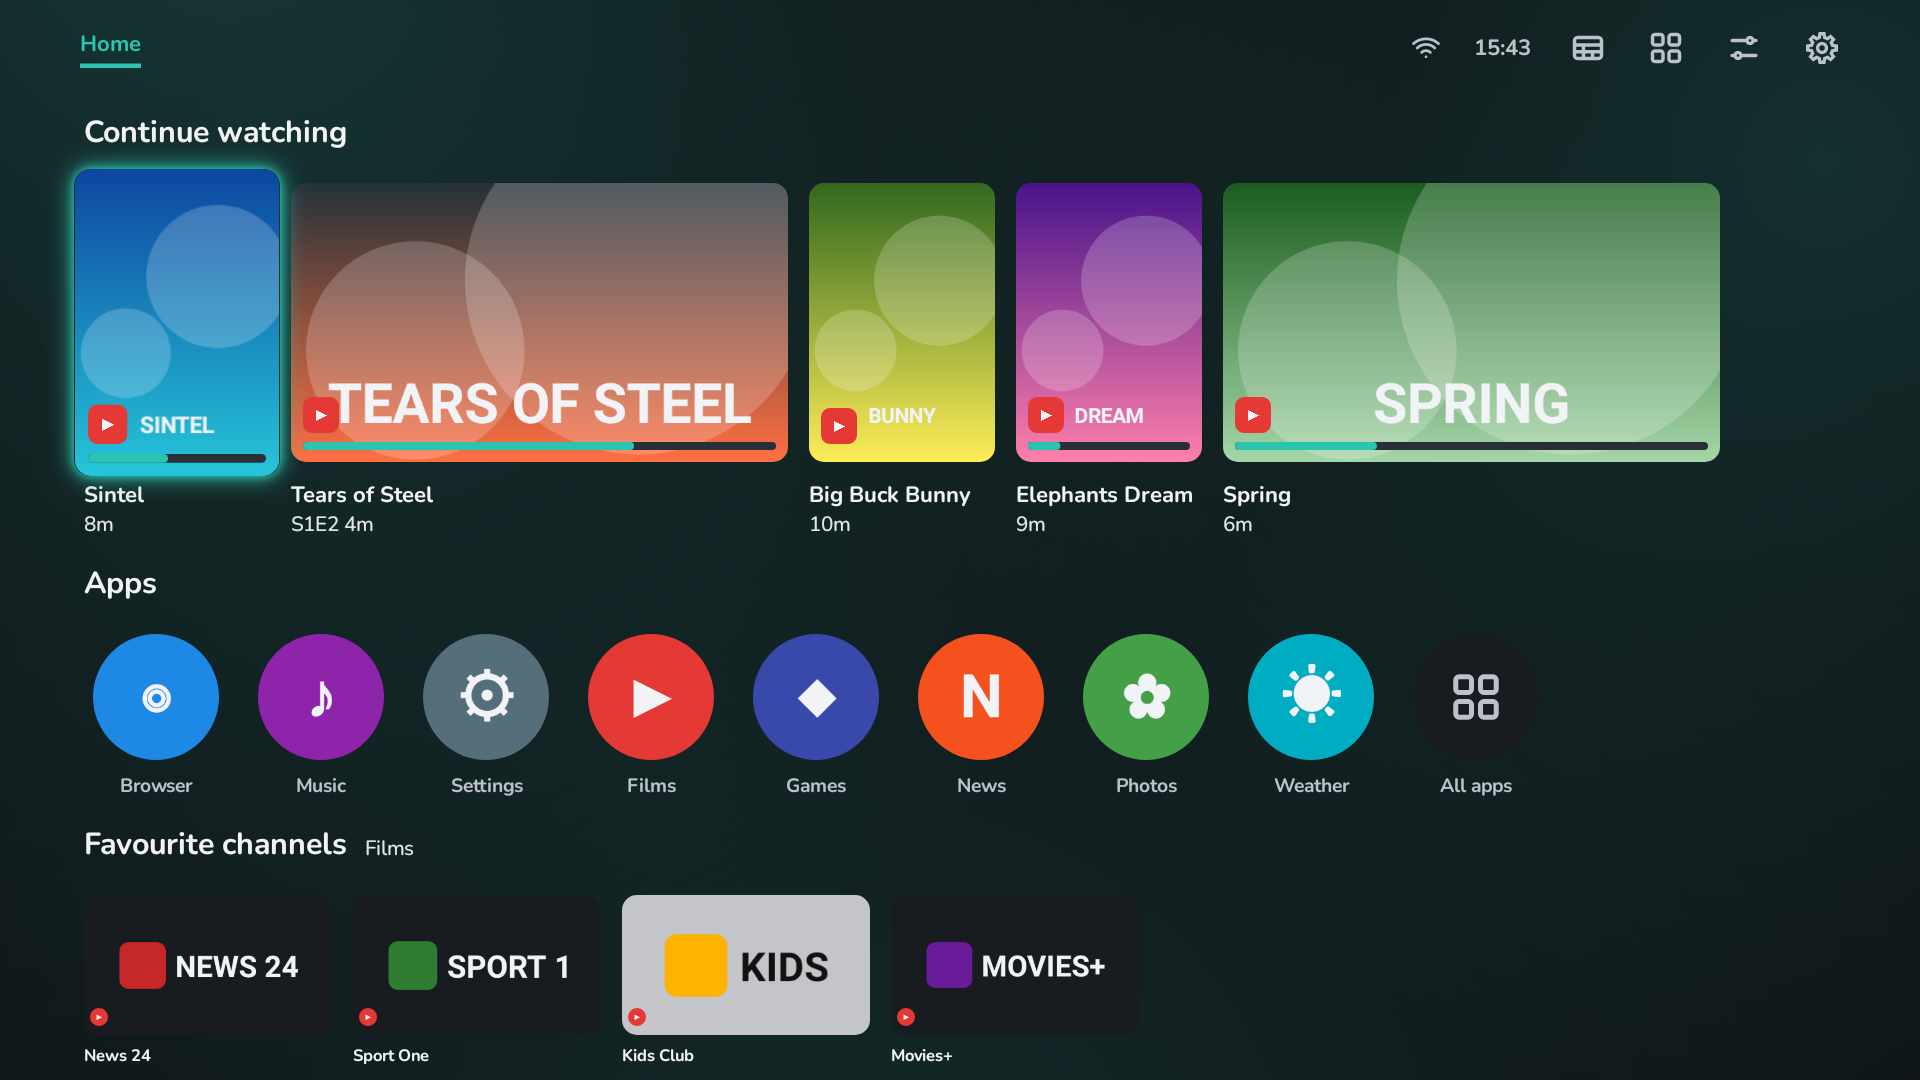 Home
15:43
Continue watching
SINTEL
TEARS OF STEEL
BUNNY
DREAM
SPRING
Sintel
8m
Tears of Steel
S1E2 4m
Big Buck Bunny
10m
Elephants Dream
9m
Spring
6m
Apps
N
Browser
Music
Settings
Films
Games
News
Photos
Weather
All apps
Favourite channels Films
NEWS 24
SPORT 1
KIDS
MOVIES+
News 24
Sport One
Kids Club
Movies+